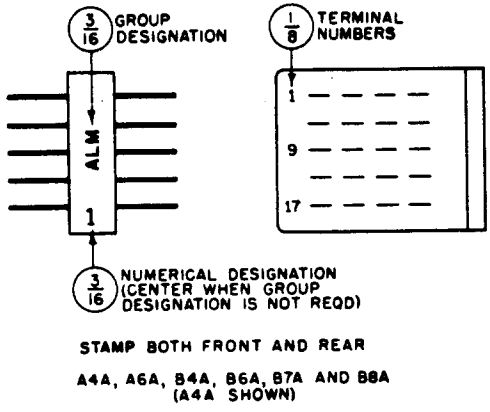 3/16 GROUP DESIGNATION
1/8 TERMINAL NUMBERS
ALM
1
1
9
17
3/16 NUMERICAL DESIGNATION
(CENTER WHEN GROUP
DESIGNATION IS NOT REQD)
STAMP BOTH FRONT AND REAR
A4A, A6A, B4A, B6A, B7A AND B8A
(A4A SHOWN)